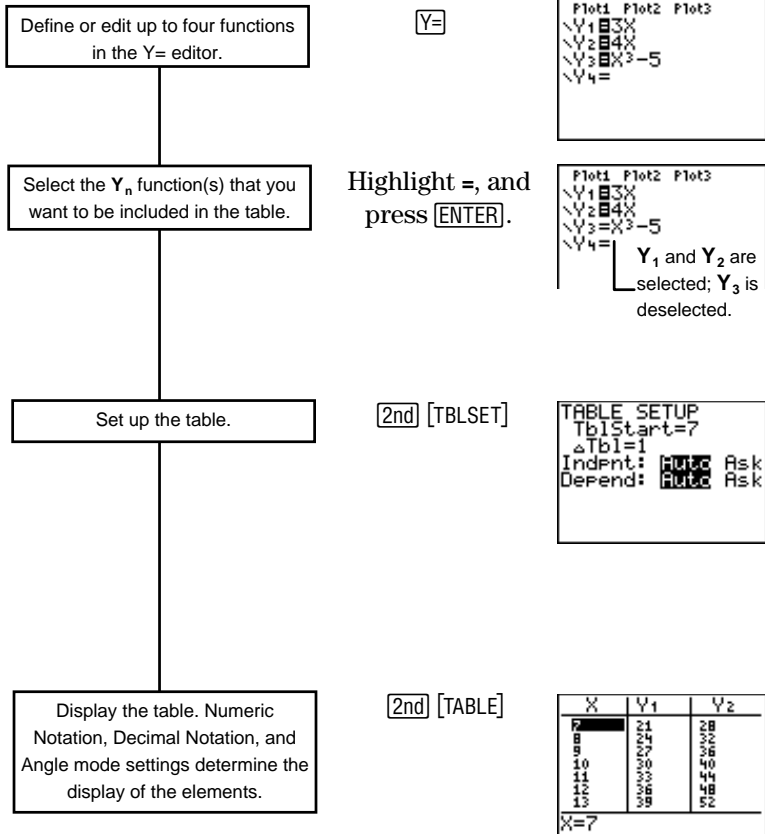 Define or edit up to four functions
in the Y= editor.
Y=
Plot1 Plot2 Plot3
\Y1=3X
\Y2=4X
\Y3=X³-5
\Y4=
Select the Yn function(s) that you
want to be included in the table.
Highlight =, and
press ENTER.
Plot1 Plot2 Plot3
\Y1=3X
\Y2=4X
\Y3=X³-5
\Y4=
Y1 and Y2 are
selected; Y3 is
deselected.
Set up the table.
2nd [TBLSET]
TABLE SETUP
TblStart=7
△Tbl=1
Indpnt: Auto Ask
Depend: Auto Ask
Display the table. Numeric
Notation, Decimal Notation, and
Angle mode settings determine the
display of the elements.
2nd [TABLE]
X Y1 Y2
7 21 28
8 24 32
9 27 36
10 30 40
11 33 44
12 36 48
13 39 52
X=7